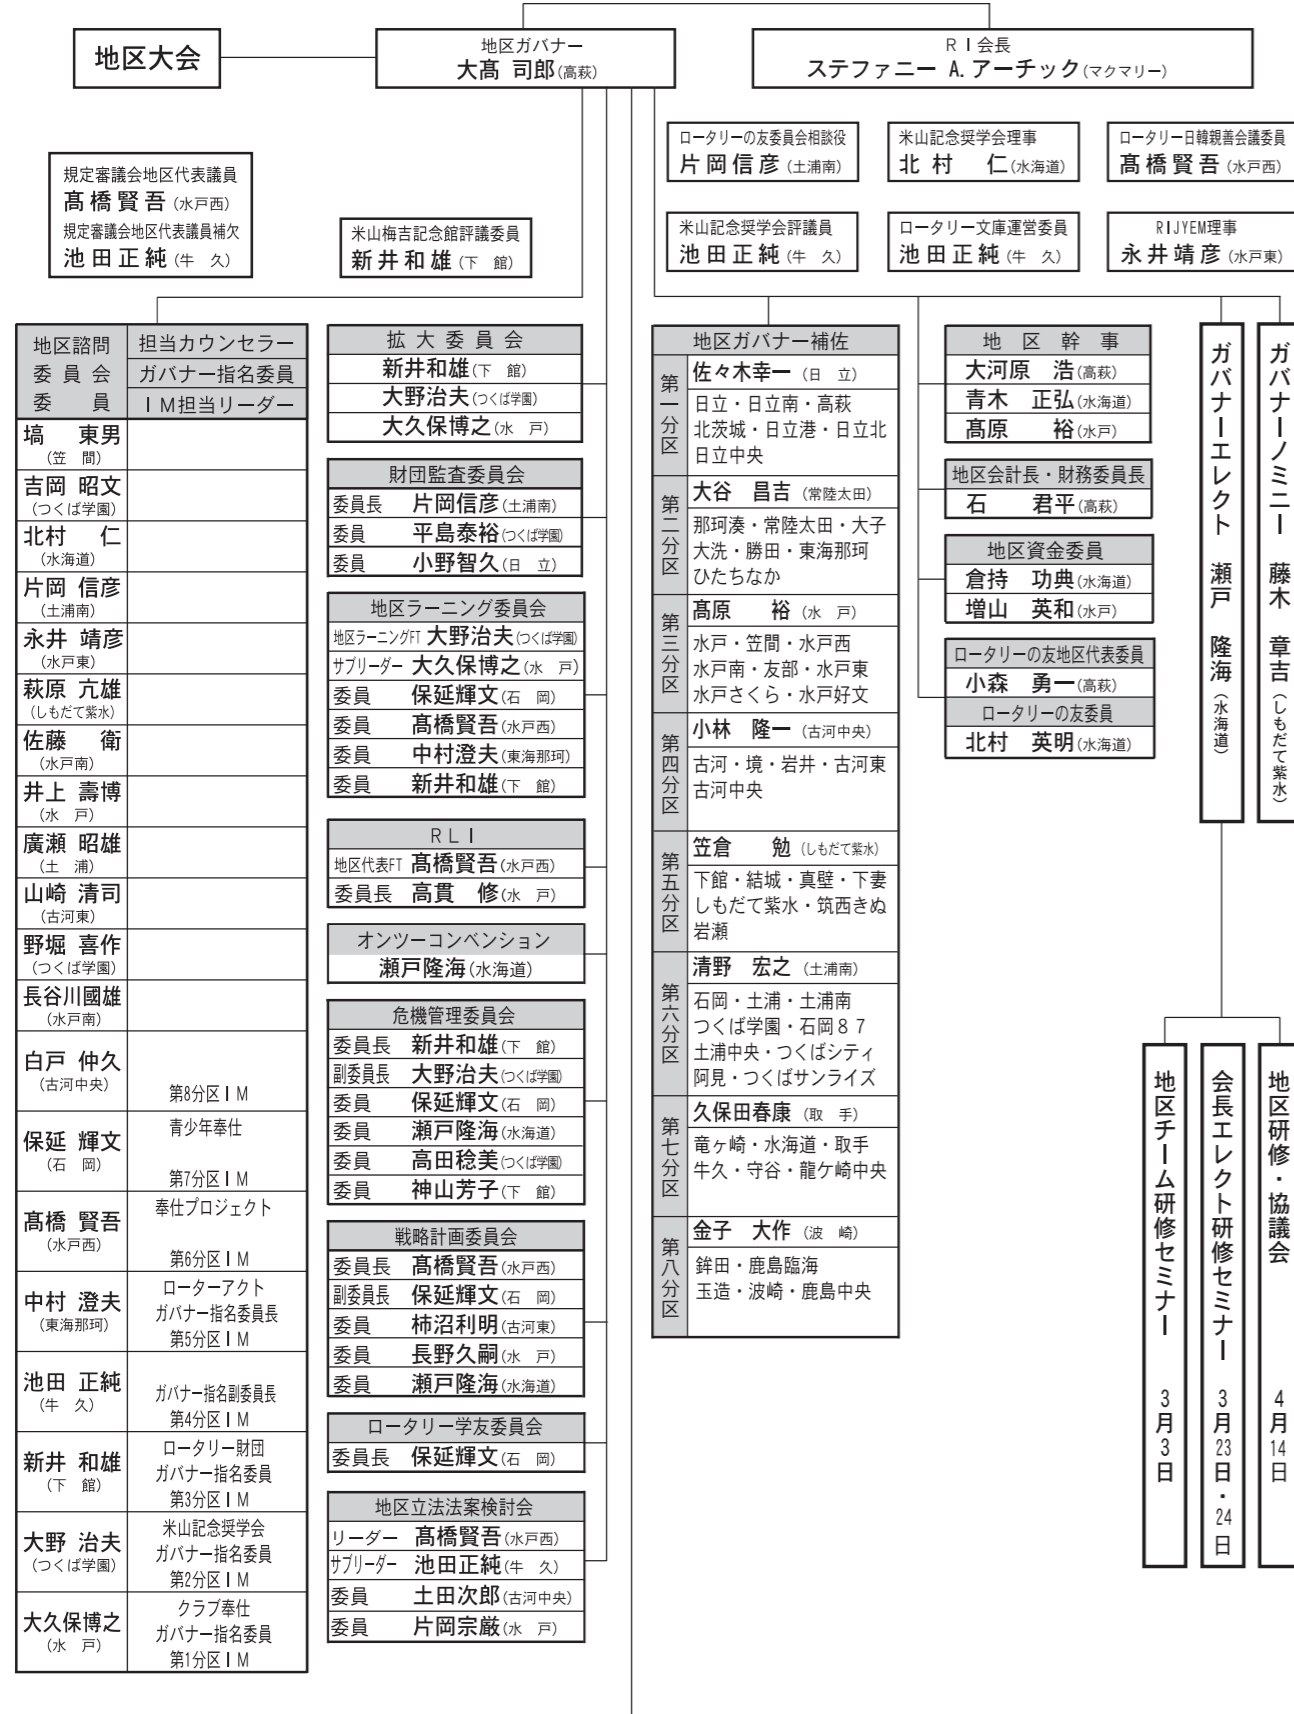 地区大会
地区ガバナー
大髙 司郎(高萩)
ＲＩ会長
ステファニー A.アーチック(マクマリー)
規定審議会地区代表議員
髙橋賢吾(水戸西)
規定審議会地区代表議員補欠
池田正純(牛　久)
米山梅吉記念館評議委員
新井和雄(下　館)
ロータリーの友委員会相談役
片岡信彦(土浦南)
米山記念奨学会理事
北村　仁(水海道)
ロータリー日韓親善会議委員
髙橋賢吾(水戸西)
米山記念奨学会評議員
池田正純(牛　久)
ロータリー文庫運営委員
池田正純(牛　久)
RIJYEM理事
永井靖彦(水戸東)
地区諮問
委員会
委　員
担当カウンセラー
ガバナー指名委員
ＩＭ担当リーダー
塙　東男
(笠　間)
吉岡 昭文
(つくば学園)
北村　仁
(水海道)
片岡 信彦
(土浦南)
永井 靖彦
(水戸東)
萩原 亢雄
(しもだて紫水)
佐藤　衛
(水戸南)
井上 壽博
(水　戸)
廣瀬 昭雄
(土　浦)
山崎 清司
(古河東)
野堀 喜作
(つくば学園)
長谷川國雄
(水戸南)
白戸 仲久
(古河中央)
第8分区ＩＭ
保延 輝文
(石　岡)
青少年奉仕
第7分区ＩＭ
髙橋 賢吾
(水戸西)
奉仕プロジェクト
第6分区ＩＭ
中村 澄夫
(東海那珂)
ローターアクト
ガバナー指名委員長
第5分区ＩＭ
池田 正純
(牛　久)
ガバナー指名副委員長
第4分区ＩＭ
新井 和雄
(下　館)
ロータリー財団
ガバナー指名委員
第3分区ＩＭ
大野 治夫
(つくば学園)
米山記念奨学会
ガバナー指名委員
第2分区ＩＭ
大久保博之
(水　戸)
クラブ奉仕
ガバナー指名委員
第1分区ＩＭ
拡大委員会
新井和雄(下　館)
大野治夫(つくば学園)
大久保博之(水　戸)
財団監査委員会
委員長　片岡信彦(土浦南)
委員　平島泰裕(つくば学園)
委員　小野智久(日　立)
地区ラーニング委員会
地区ラーニングFT 大野治夫(つくば学園)
サブリーダー 大久保博之(水　戸)
委員　保延輝文(石　岡)
委員　髙橋賢吾(水戸西)
委員　中村澄夫(東海那珂)
委員　新井和雄(下　館)
ＲＬＩ
地区代表FT 髙橋賢吾(水戸西)
委員長　高貫　修(水　戸)
オンツーコンベンション
瀬戸隆海(水海道)
危機管理委員会
委員長　新井和雄(下　館)
副委員長　大野治夫(つくば学園)
委員　保延輝文(石　岡)
委員　瀬戸隆海(水海道)
委員　高田稔美(つくば学園)
委員　神山芳子(下　館)
戦略計画委員会
委員長　髙橋賢吾(水戸西)
副委員長　保延輝文(石　岡)
委員　柿沼利明(古河東)
委員　長野久嗣(水　戸)
委員　瀬戸隆海(水海道)
ロータリー学友委員会
委員長　保延輝文(石　岡)
地区立法法案検討会
リーダー　髙橋賢吾(水戸西)
サブリーダー　池田正純(牛　久)
委員　土田次郎(古河中央)
委員　片岡宗厳(水　戸)
地区ガバナー補佐
第一分区
佐々木幸一 (日　立)
日立・日立南・高萩
北茨城・日立港・日立北
日立中央
第二分区
大谷　昌吉 (常陸太田)
那珂湊・常陸太田・大子
大洗・勝田・東海那珂
ひたちなか
第三分区
髙原　裕 (水　戸)
水戸・笠間・水戸西
水戸南・友部・水戸東
水戸さくら・水戸好文
第四分区
小林　隆一 (古河中央)
古河・境・岩井・古河東
古河中央
第五分区
笠倉　勉 (しもだて紫水)
下館・結城・真壁・下妻
しもだて紫水・筑西きぬ
岩瀬
第六分区
清野　宏之 (土浦南)
石岡・土浦・土浦南
つくば学園・石岡８７
土浦中央・つくばシティ
阿見・つくばサンライズ
第七分区
久保田春康 (取　手)
竜ヶ崎・水海道・取手
牛久・守谷・龍ケ崎中央
第八分区
金子　大作 (波　崎)
鉾田・鹿島臨海
玉造・波崎・鹿島中央
地区幹事
大河原　浩(高萩)
青木　正弘(水海道)
髙原　裕(水戸)
地区会計長・財務委員長
石　君平(高萩)
地区資金委員
倉持　功典(水海道)
増山　英和(水戸)
ロータリーの友地区代表委員
小森　勇一(高萩)
ロータリーの友委員
北村　英明(水海道)
ガバナーエレクト　瀬戸　隆海(水海道)
ガバナーノミニー　藤木　章吉(しもだて紫水)
地区チーム研修セミナー　3月3日
会長エレクト研修セミナー　3月23日・24日
地区研修・協議会　4月14日